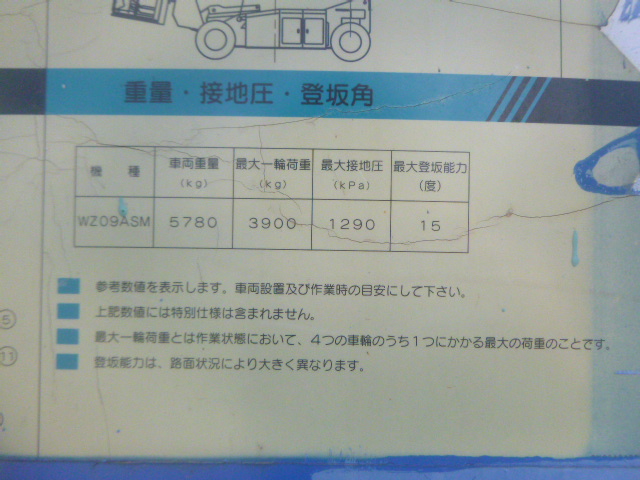 重量・接地圧・登坂角
機種 車両重量 最大一輪荷重 最大接地圧 最大登坂能力
(kg) (kg) (kPa) (度)
WZ09ASM 5780 3900 1290 15
参考数値を表示します。車両設置及び作業時の目安にして下さい。
上肥数値には特別仕様は含まれません。
最大一輪荷重とは作業状態において、4つの車輪のうち1つにかかる最大の荷重のことです。
登坂能力は、路面状況により大きく異なります。
⑤
⑪